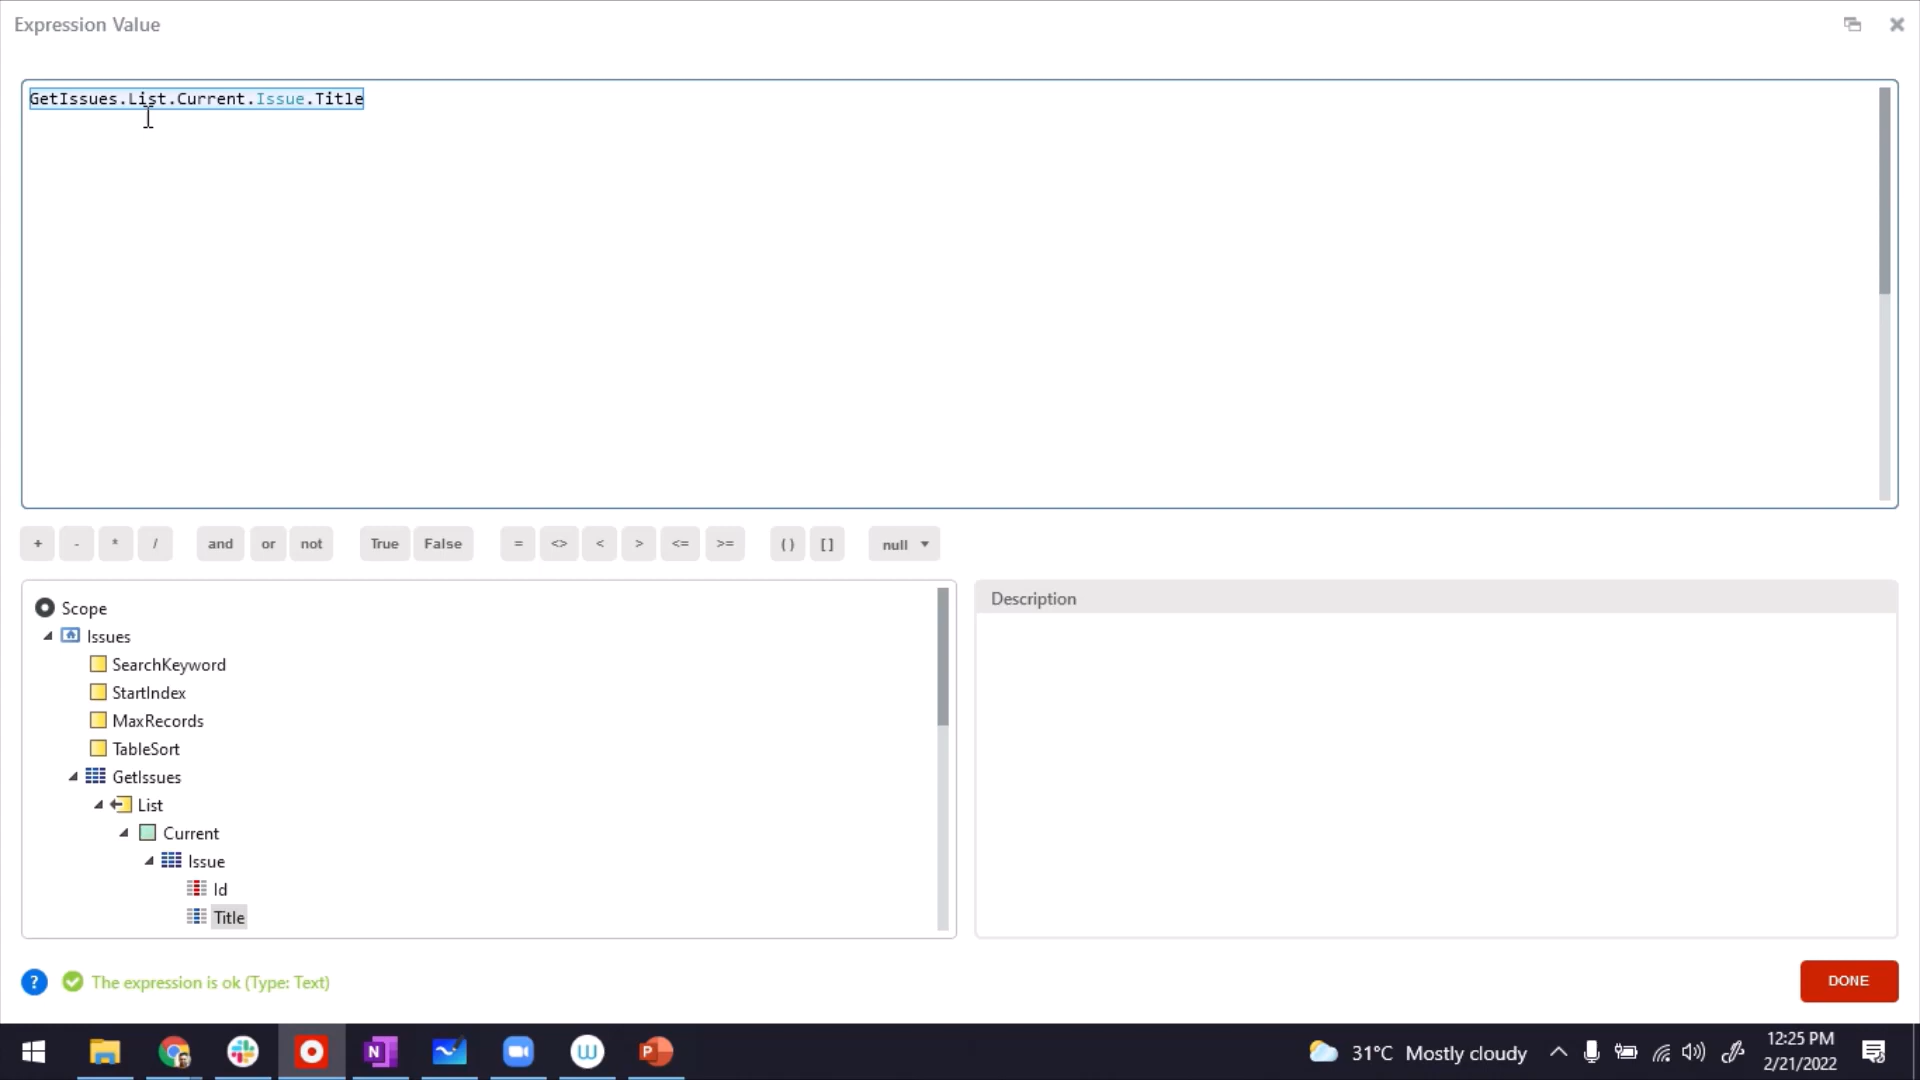 Expression Value
GetIssues.List.Current.Issue.Title
+ - * / and or not True False = <> < > <= >= ( ) [ ] null
Scope
Issues
SearchKeyword
StartIndex
MaxRecords
TableSort
GetIssues
List
Current
Issue
Id
Title
Description
? The expression is ok (Type: Text)
DONE
N W P 31°C Mostly cloudy 12:25 PM
2/21/2022